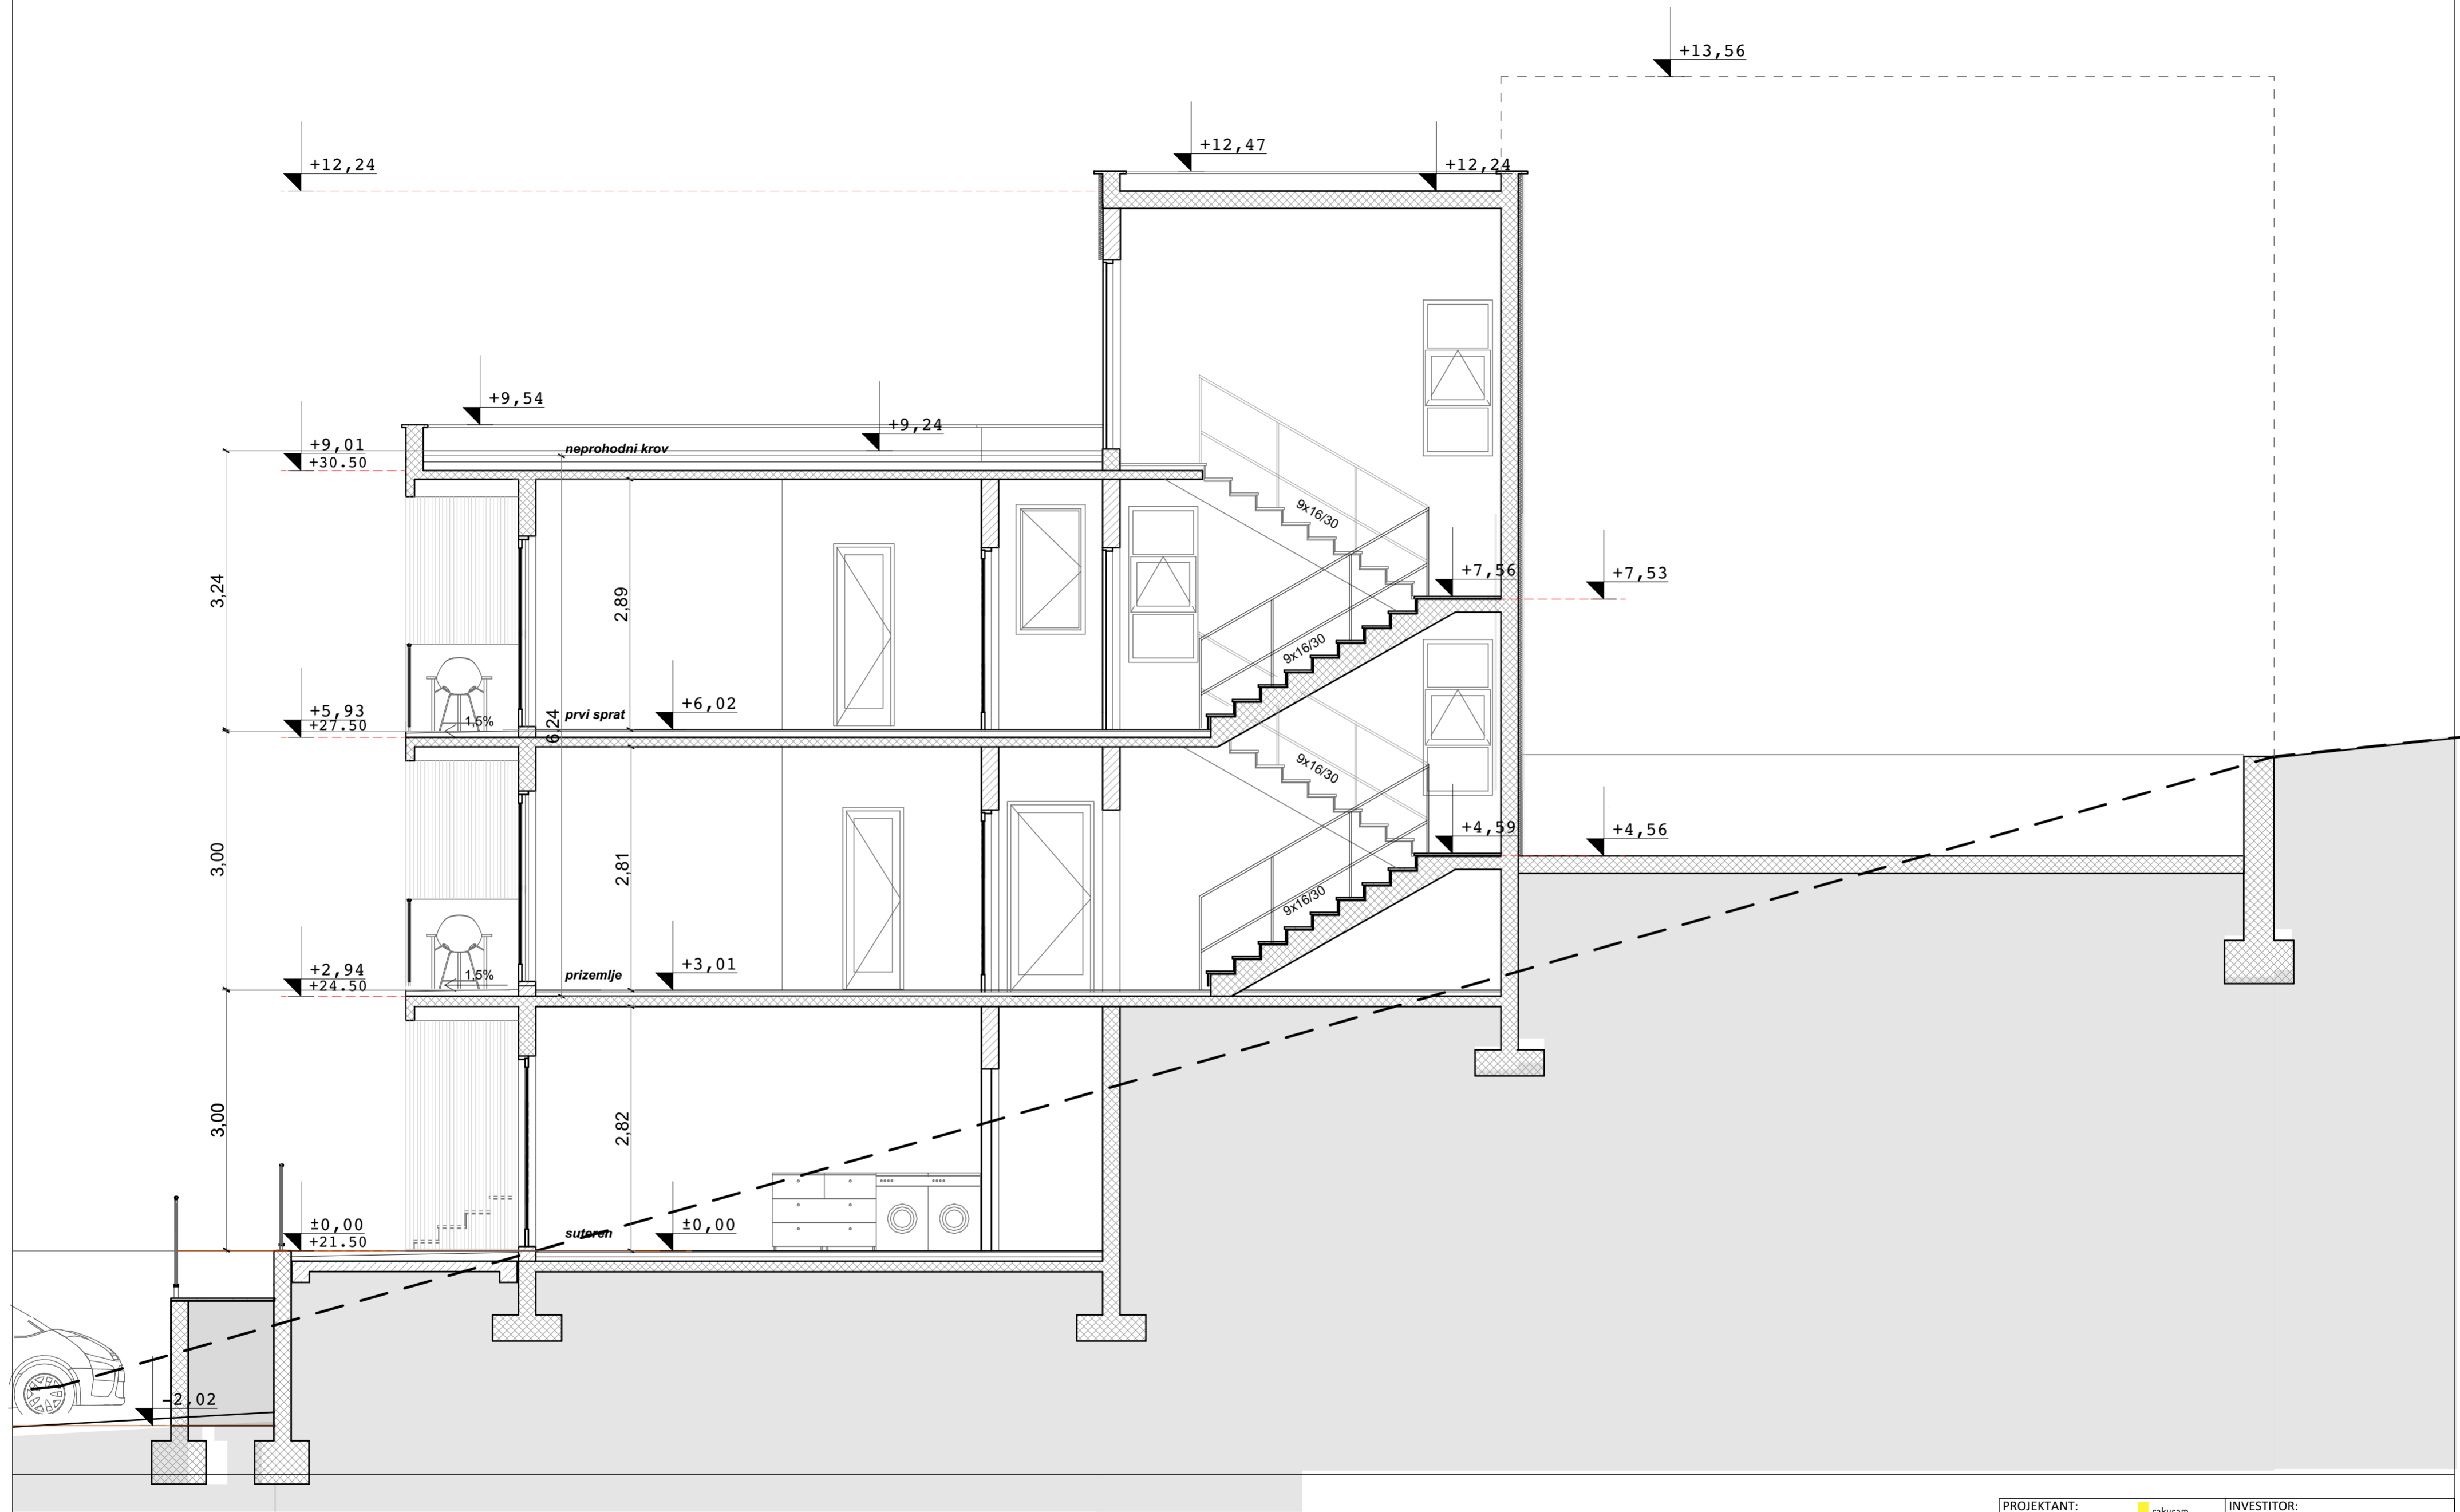 +13,56
+12,47
+12,24
+12,24
+9,54
+9,24
+9,01
+30.50
neprohodni krov
9x16/30
+7,56
+7,53
3,24
2,89
9x16/30
+6,02
prvi sprat
6,24
+5,93
+27.50
1,5%
9x16/30
+4,59
+4,56
3,00
2,81
9x16/30
+3,01
prizemlje
+2,94
+24.50
1,5%
3,00
2,82
±0,00
+21.50
suteren
±0,00
-2,02
PROJEKTANT:
rakusam
INVESTITOR: